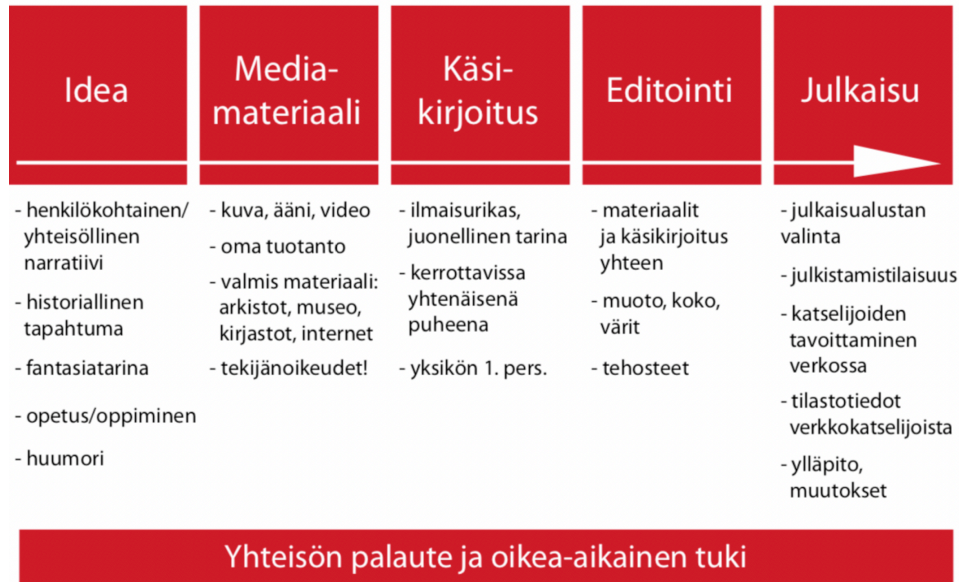 Idea
Media-
materiaali
Käsi-
kirjoitus
Editointi
Julkaisu
- henkilökohtainen/
yhteisöllinen
narratiivi
- historiallinen
tapahtuma
- fantasiatarina
- opetus/oppiminen
- huumori
- kuva, ääni, video
- oma tuotanto
- valmis materiaali:
arkistot, museo,
kirjastot, internet
- tekijänoikeudet!
- ilmaisurikas,
juonellinen tarina
- kerrottavissa
yhtenäisenä
puheena
- yksikön 1. pers.
- materiaalit
ja käsikirjoitus
yhteen
- muoto, koko,
värit
- tehosteet
- julkaisualustan
valinta
- julkistamistilaisuus
- katselijoiden
tavoittaminen
verkossa
- tilastotiedot
verkkokatselijoista
- ylläpito,
muutokset
Yhteisön palaute ja oikea-aikainen tuki